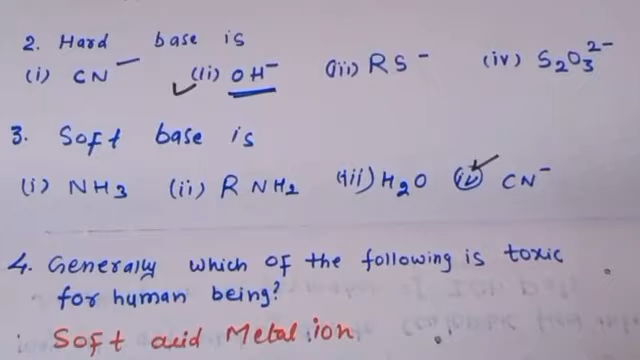 2. Hard base is
(i) CN⁻ ✓(ii) OH⁻ (iii) RS⁻ (iv) S₂O₃²⁻
3. Soft base is
(i) NH₃ (ii) R NH₂ (iii) H₂O (iv) ✓ CN⁻
4. Generally which of the following is toxic
for human being?
Soft acid Metal ion